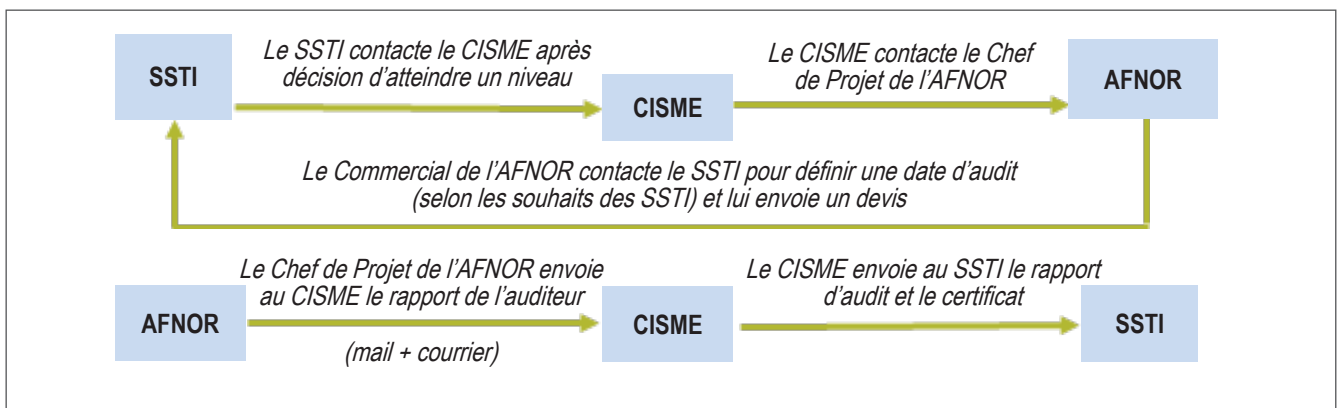 SSTI
Le SSTI contacte le CISME après
décision d'atteindre un niveau
CISME
Le CISME contacte le Chef
de Projet de l'AFNOR
AFNOR
Le Commercial de l'AFNOR contacte le SSTI pour définir une date d'audit
(selon les souhaits des SSTI) et lui envoie un devis
AFNOR
Le Chef de Projet de l'AFNOR envoie
au CISME le rapport de l'auditeur
(mail + courrier)
CISME
Le CISME envoie au SSTI le rapport
d'audit et le certificat
SSTI